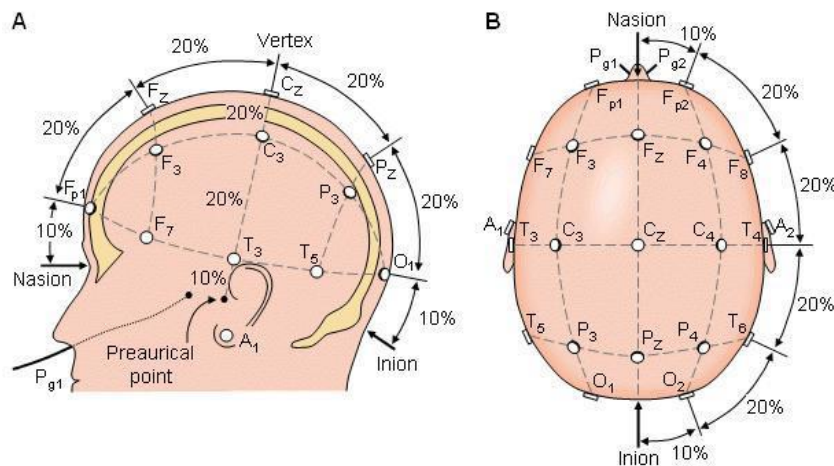 A
B
20%
Vertex
20%
Nasion
10%
Pg1
Pg2
Fz
Cz
20%
20%
20%
Fp1
Fp2
F3
C3
Pz
20%
Fp1
P3
F7
F3
Fz
F4
F8
20%
10%
20%
20%
F7
T3
T5
O1
A1
T3
C3
Cz
C4
T4
A2
Nasion
10%
10%
20%
Preaurical
point
A1
Inion
T5
P3
Pz
P4
T6
Pg1
O1
O2
20%
Inion
10%